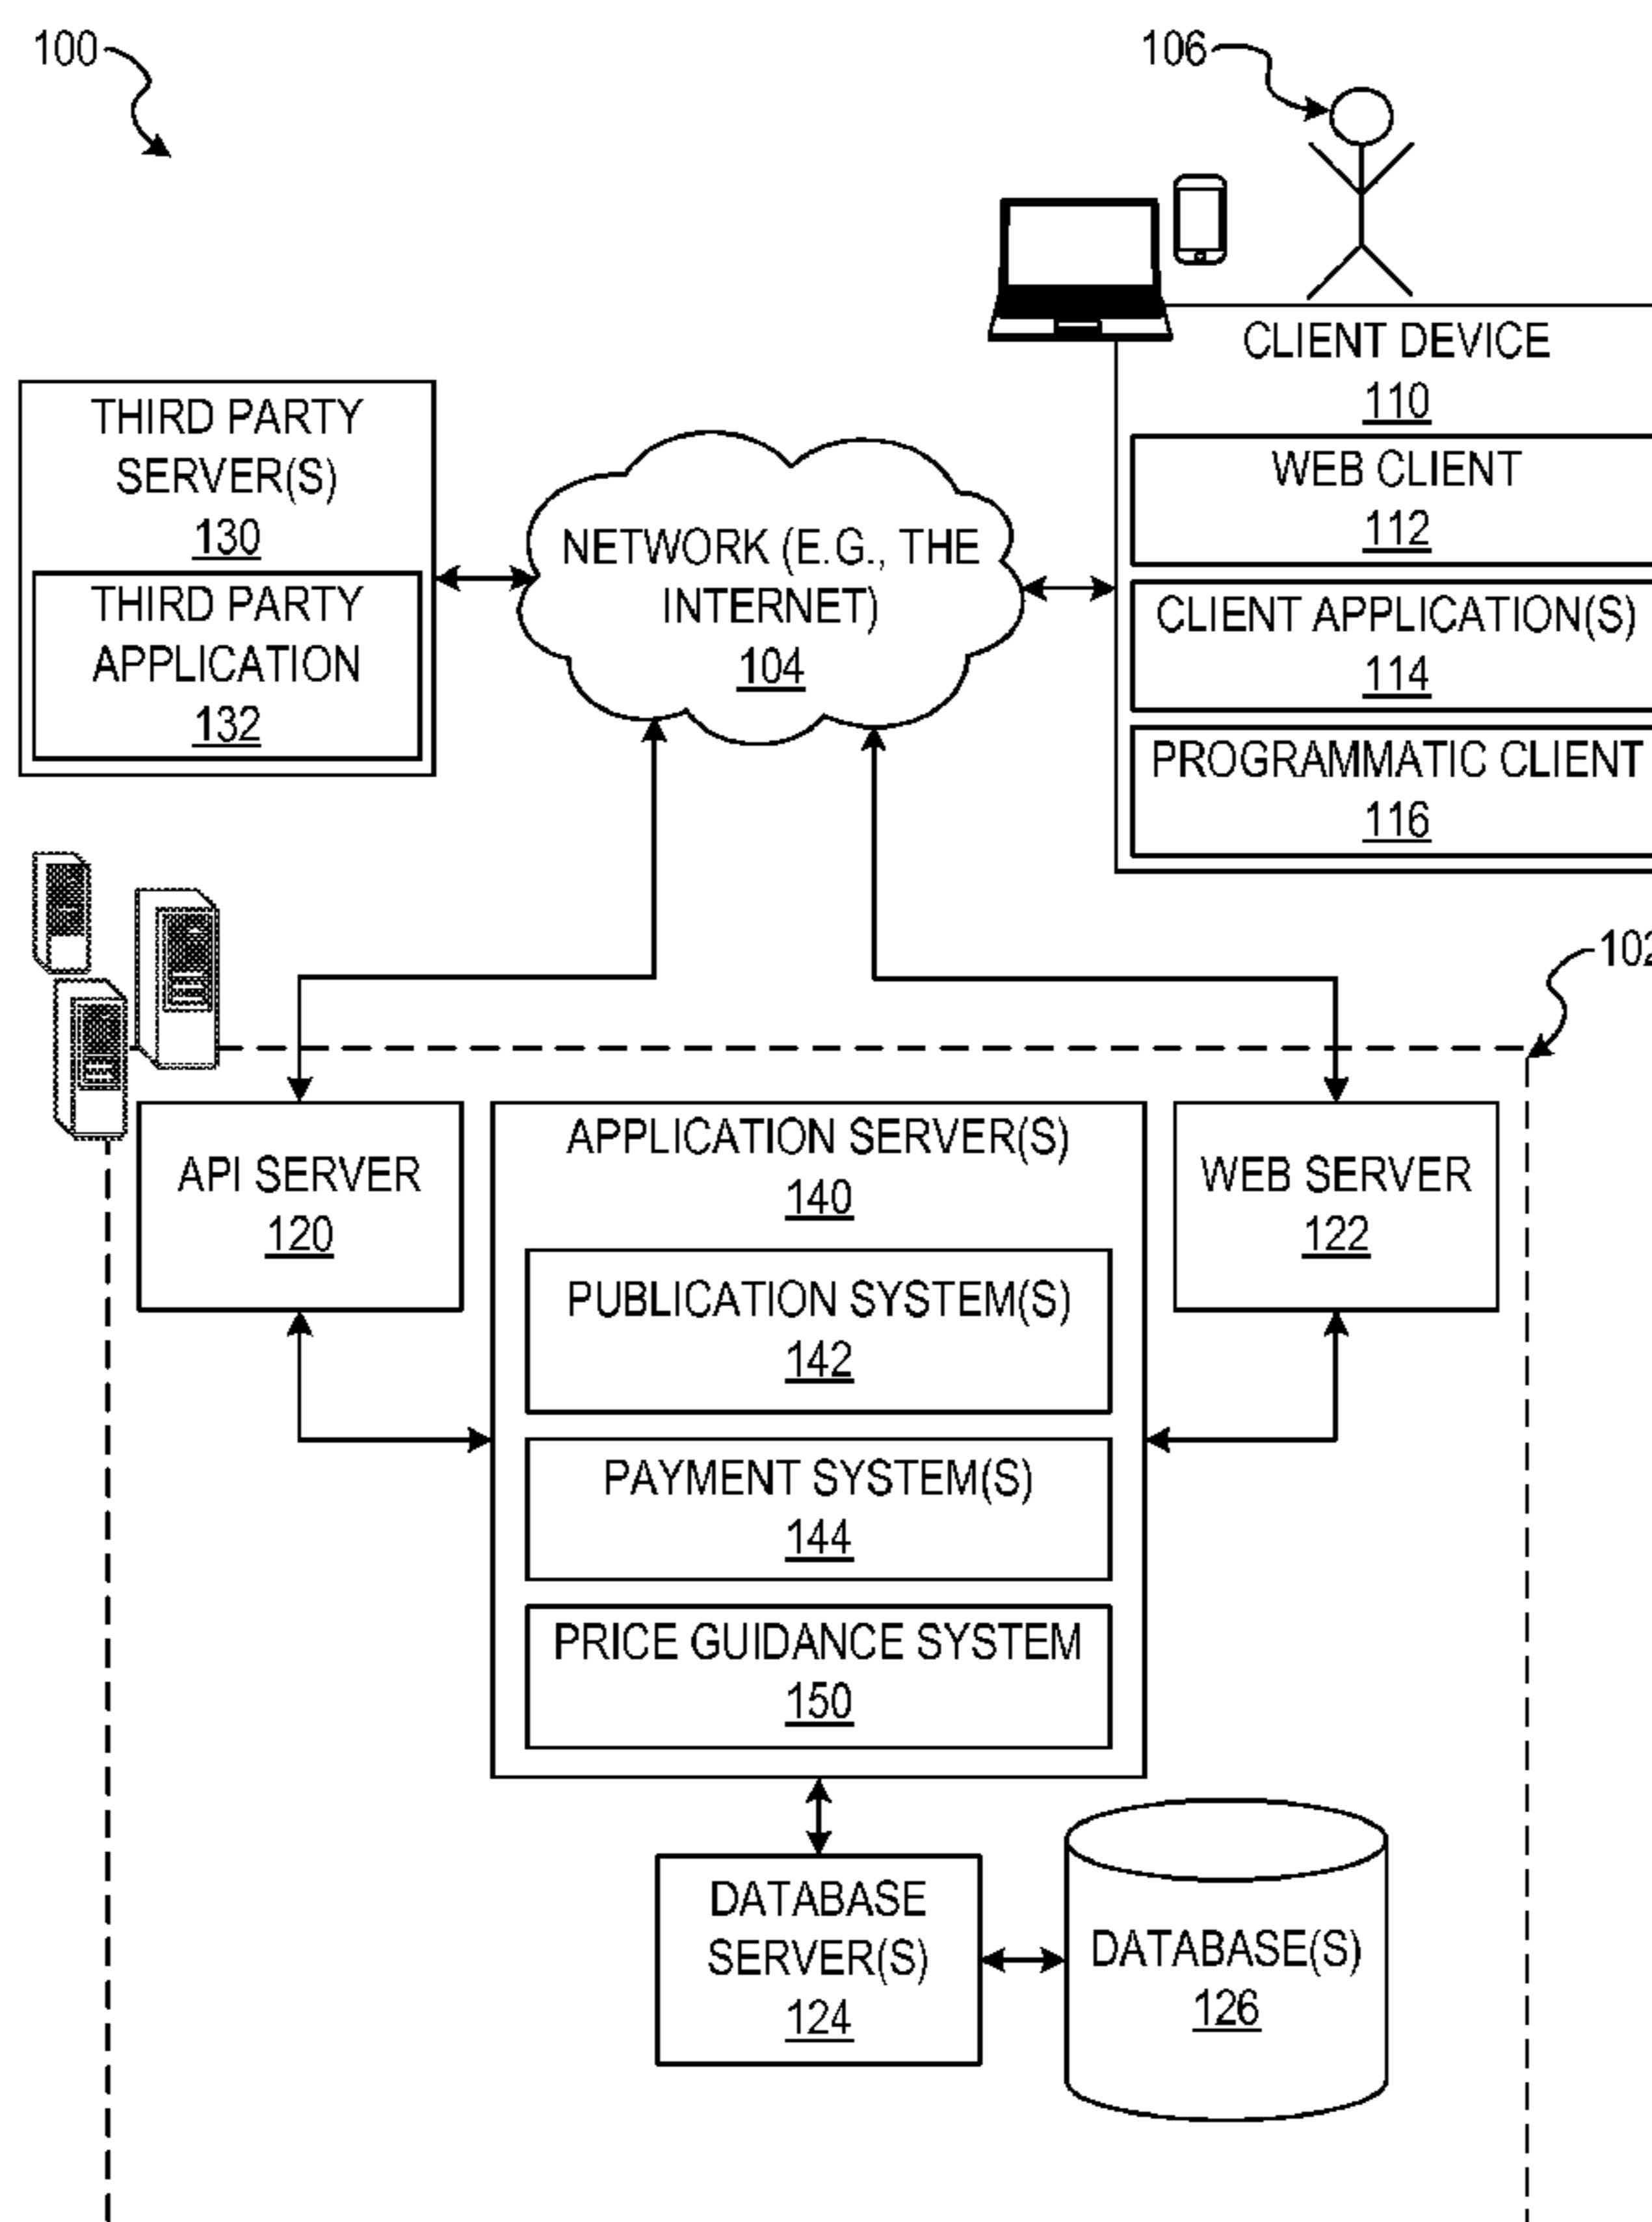 100
106
CLIENT DEVICE
110
WEB CLIENT
112
CLIENT APPLICATION(S)
114
PROGRAMMATIC CLIENT
116
THIRD PARTY
SERVER(S)
130
THIRD PARTY
APPLICATION
132
NETWORK (E.G., THE
INTERNET)
104
102
API SERVER
120
APPLICATION SERVER(S)
140
PUBLICATION SYSTEM(S)
142
PAYMENT SYSTEM(S)
144
PRICE GUIDANCE SYSTEM
150
WEB SERVER
122
DATABASE
SERVER(S)
124
DATABASE(S)
126